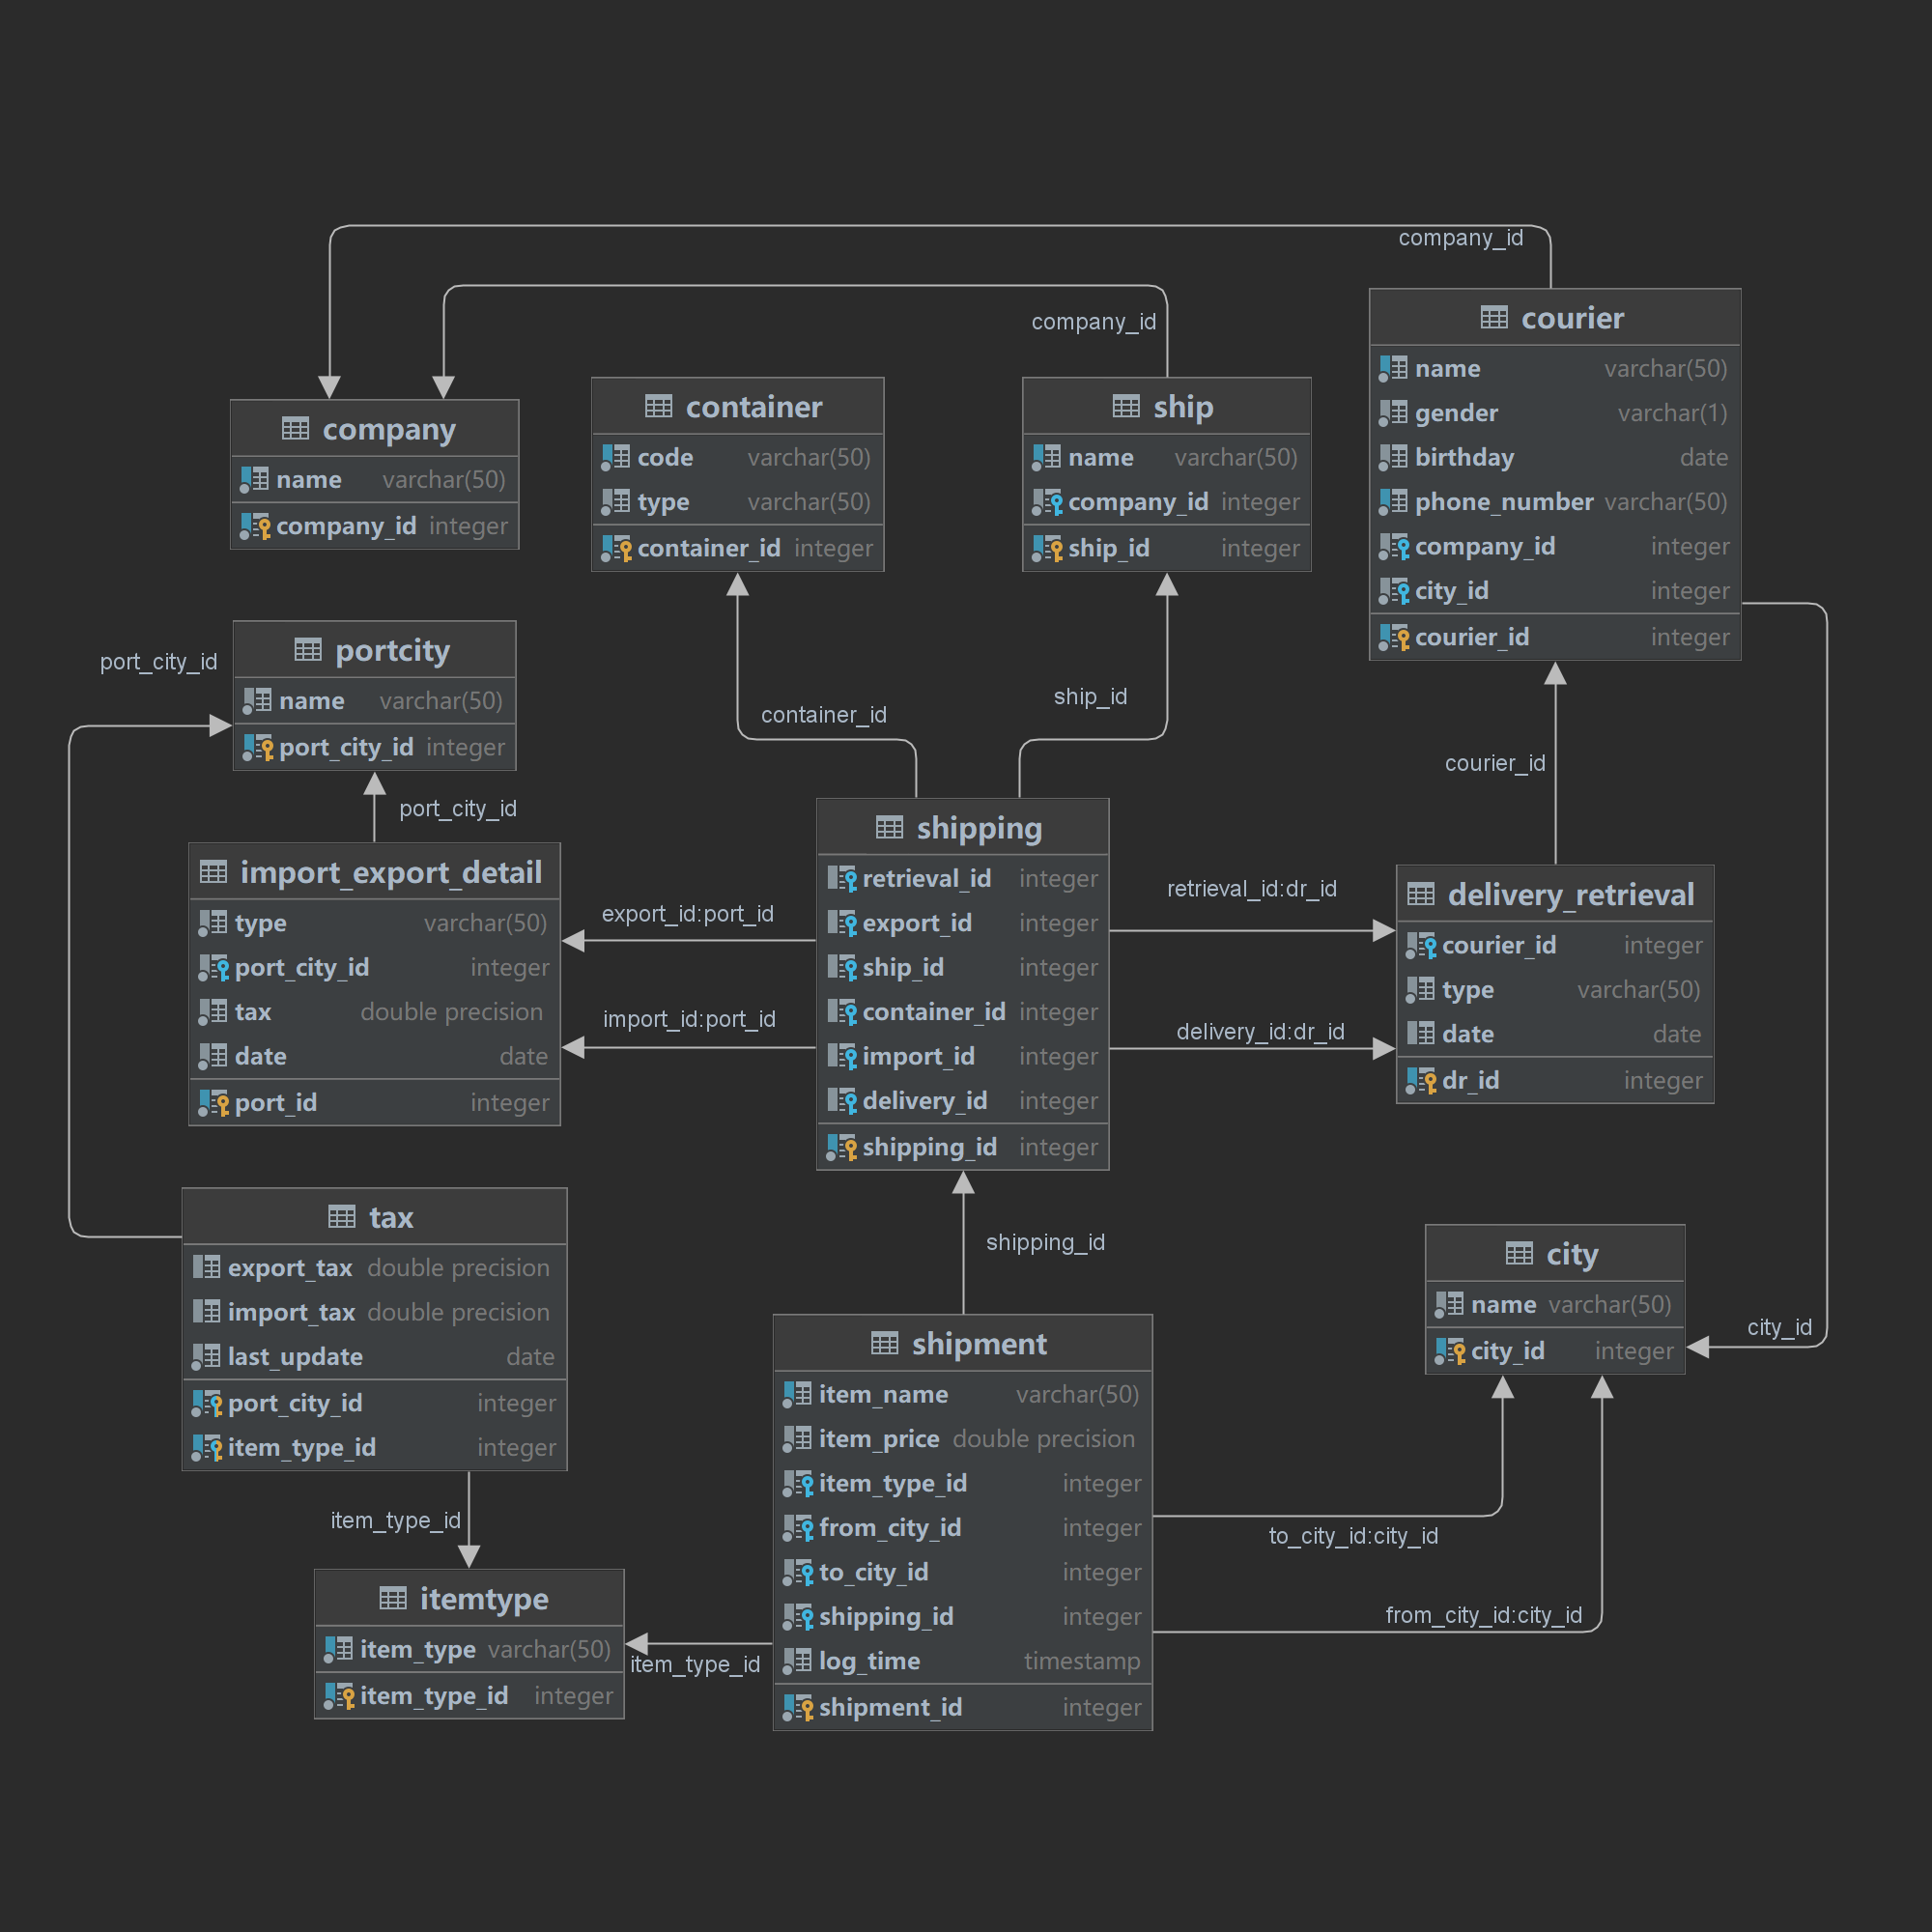 company_id
company_id
courier
name varchar(50)
gender varchar(1)
birthday date
phone_number varchar(50)
company_id integer
city_id integer
courier_id integer
company
name varchar(50)
company_id integer
container
code varchar(50)
type varchar(50)
container_id integer
ship
name varchar(50)
company_id integer
ship_id integer
port_city_id
portcity
name varchar(50)
port_city_id integer
container_id
ship_id
courier_id
port_city_id
import_export_detail
type varchar(50)
port_city_id integer
tax double precision
date date
port_id integer
export_id:port_id
import_id:port_id
shipping
retrieval_id integer
export_id integer
ship_id integer
container_id integer
import_id integer
delivery_id integer
shipping_id integer
retrieval_id:dr_id
delivery_id:dr_id
delivery_retrieval
courier_id integer
type varchar(50)
date date
dr_id integer
tax
export_tax double precision
import_tax double precision
last_update date
port_city_id integer
item_type_id integer
shipping_id
city
name varchar(50)
city_id integer
city_id
shipment
item_name varchar(50)
item_price double precision
item_type_id integer
from_city_id integer
to_city_id integer
shipping_id integer
log_time timestamp
shipment_id integer
to_city_id:city_id
from_city_id:city_id
item_type_id
itemtype
item_type varchar(50)
item_type_id integer
item_type_id